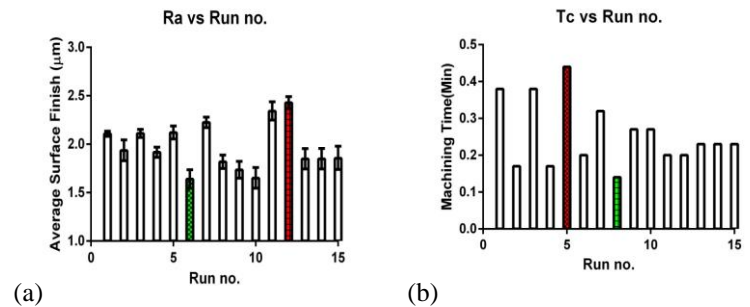 Ra vs Run no.
Average Surface Finish (μm)
3.0
2.5
2.0
1.5
1.0
0 5 10 15
Run no.
(a)
Tc vs Run no.
Machining Time(Min)
0.5
0.4
0.3
0.2
0.1
0.0
0 5 10 15
Run no.
(b)